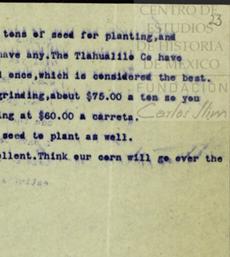 CENTRO DE
23
ESTUDIOS
DE HISTORIA
DE MEXICO
FUNDACIÓN
Carlos Slim
tons of seed for planting,and
have any.The Tlahualilo Co have
once,which is considered the best.
grinding,about $75.00 a ton so you
ing at $60.00 a carreta.
seed to plant as well.
ellent.Think our corn will go over the